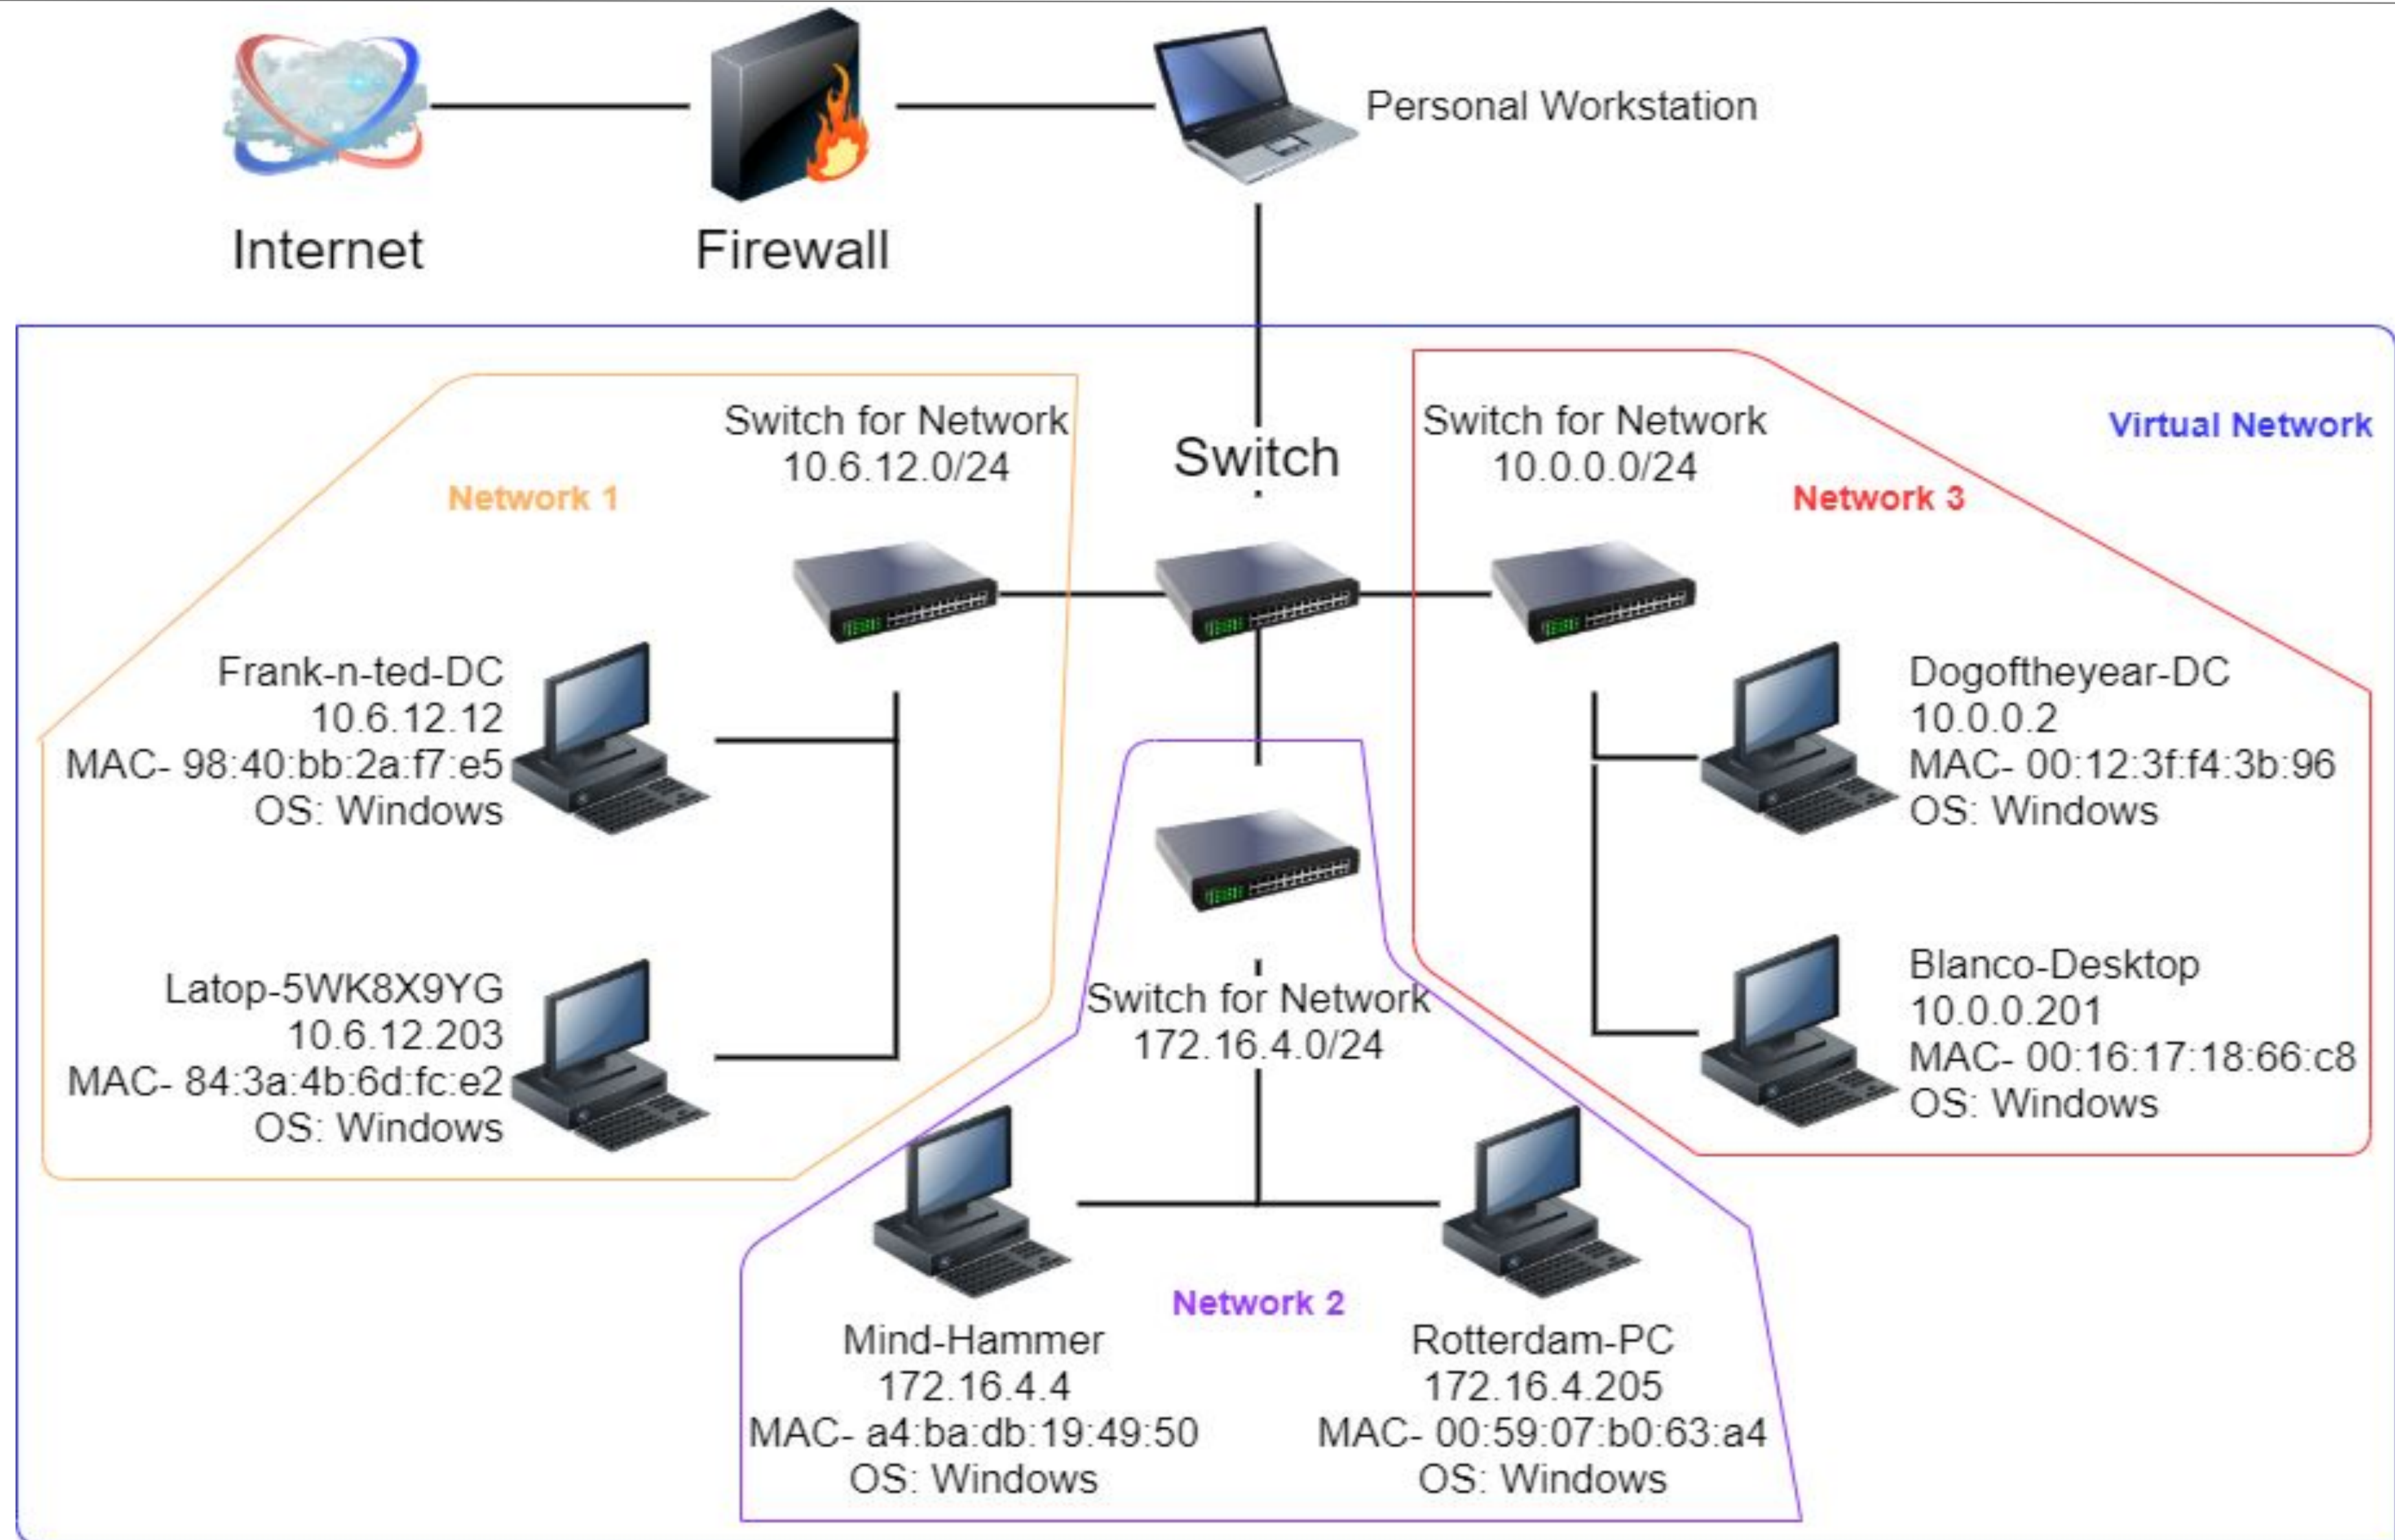 Internet
Firewall
Personal Workstation
Virtual Network
Network 1
Switch for Network
10.6.12.0/24
Switch
Switch for Network
10.0.0.0/24
Network 3
Frank-n-ted-DC
10.6.12.12
MAC- 98:40:bb:2a:f7:e5
OS: Windows
Latop-5WK8X9YG
10.6.12.203
MAC- 84:3a:4b:6d:fc:e2
OS: Windows
Dogoftheyear-DC
10.0.0.2
MAC- 00:12:3f:f4:3b:96
OS: Windows
Blanco-Desktop
10.0.0.201
MAC- 00:16:17:18:66:c8
OS: Windows
Switch for Network
172.16.4.0/24
Network 2
Mind-Hammer
172.16.4.4
MAC- a4:ba:db:19:49:50
OS: Windows
Rotterdam-PC
172.16.4.205
MAC- 00:59:07:b0:63:a4
OS: Windows